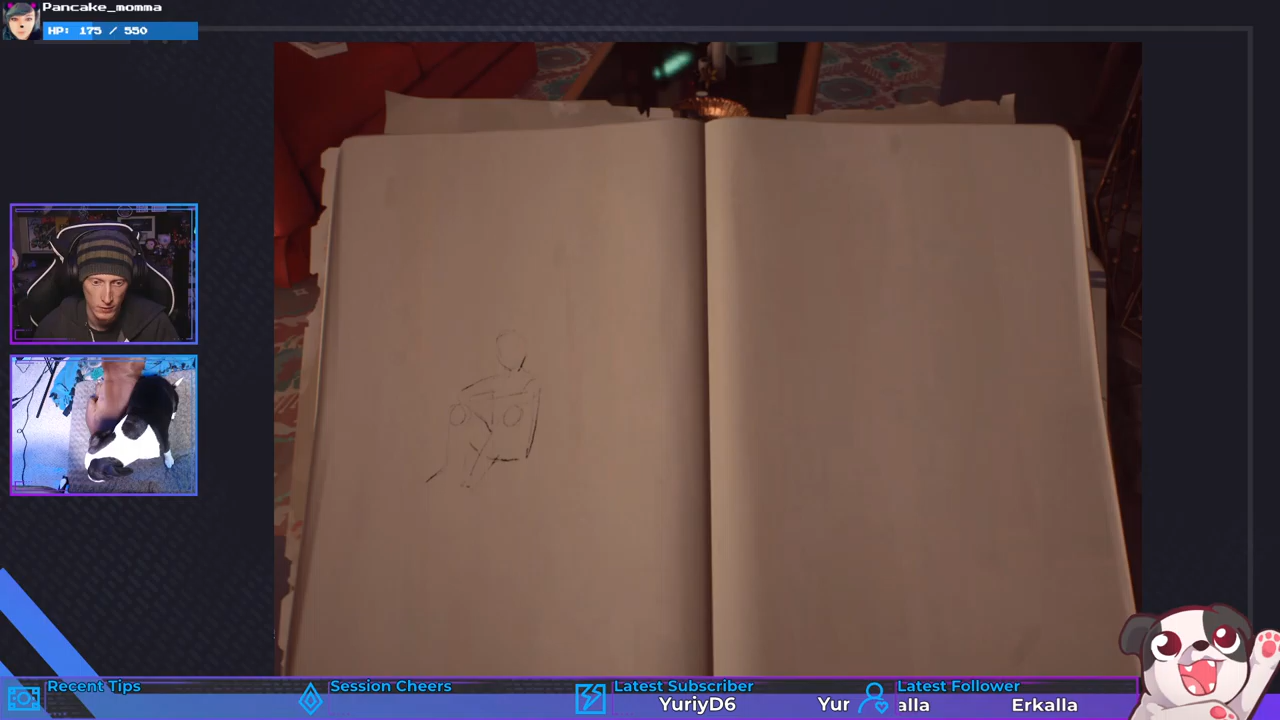 Pancake_momma
HP: 175 / 550
Recent Tips
Session Cheers
Latest Subscriber
YuriyD6
Yur
Latest Follower
alla
Erkalla